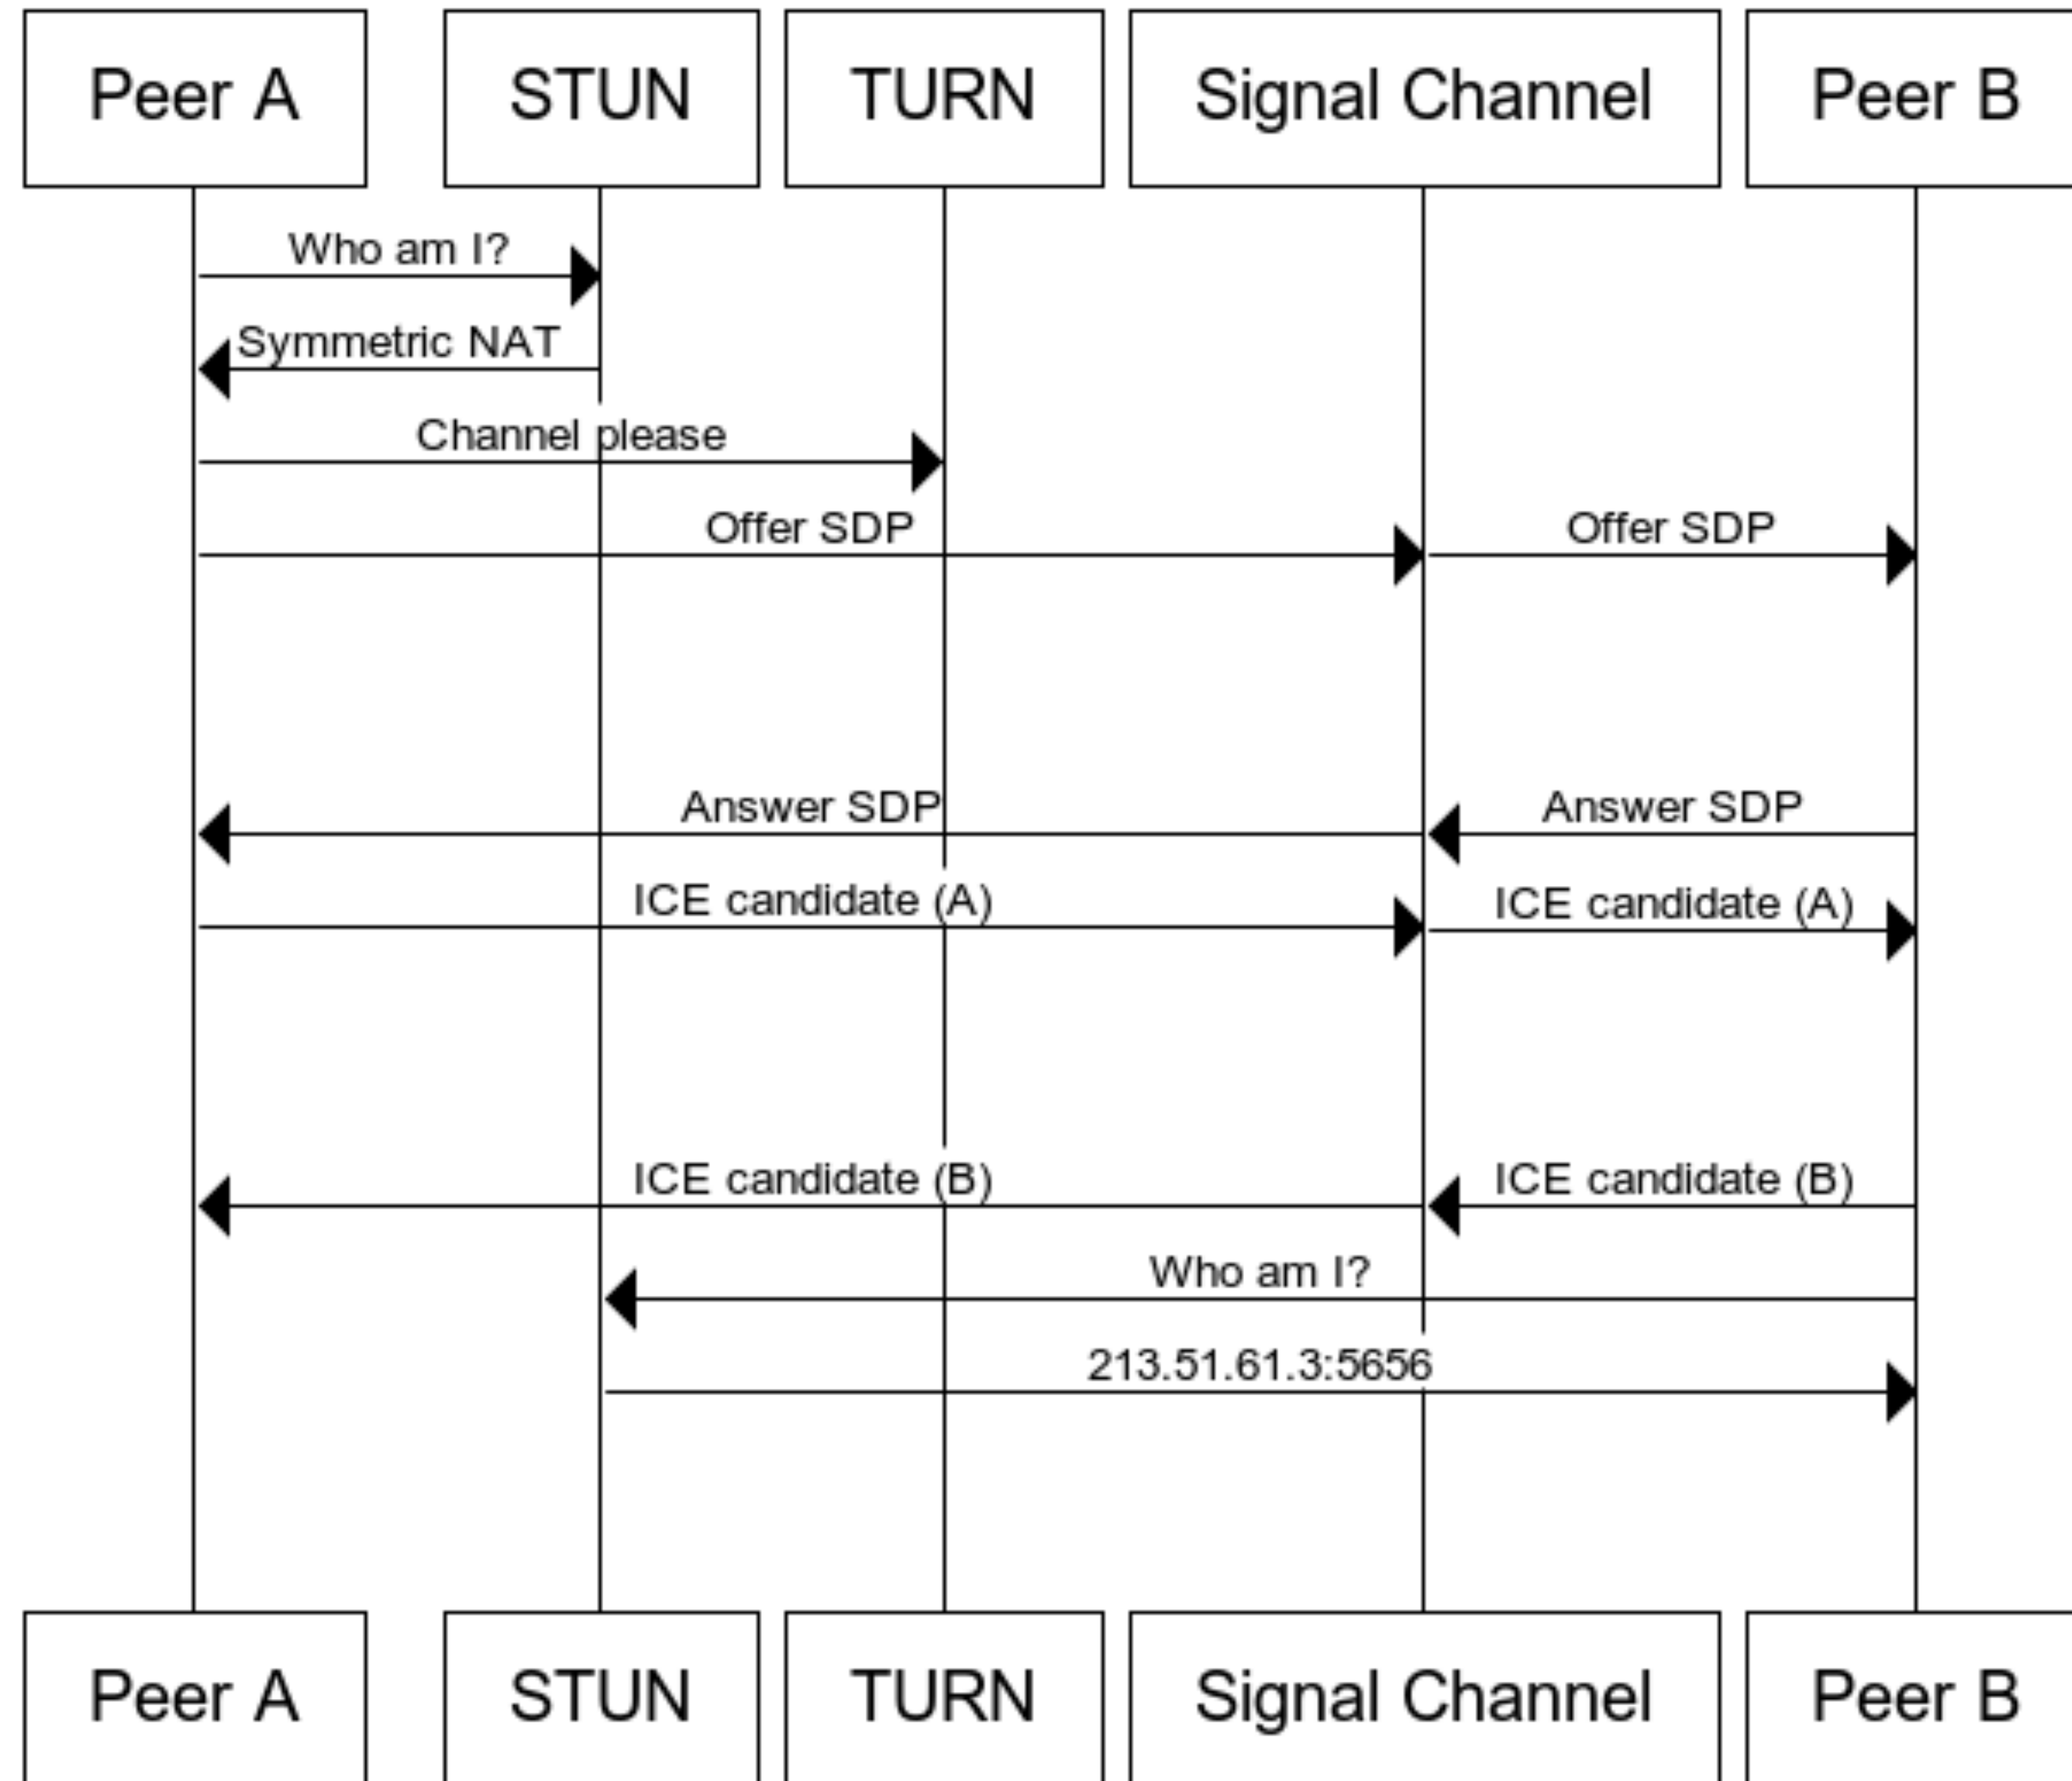 Peer A
STUN
TURN
Signal Channel
Peer B
Who am I?
Symmetric NAT
Channel please
Offer SDP
Offer SDP
Answer SDP
Answer SDP
ICE candidate (A)
ICE candidate (A)
ICE candidate (B)
ICE candidate (B)
Who am I?
213.51.61.3:5656
Peer A
STUN
TURN
Signal Channel
Peer B